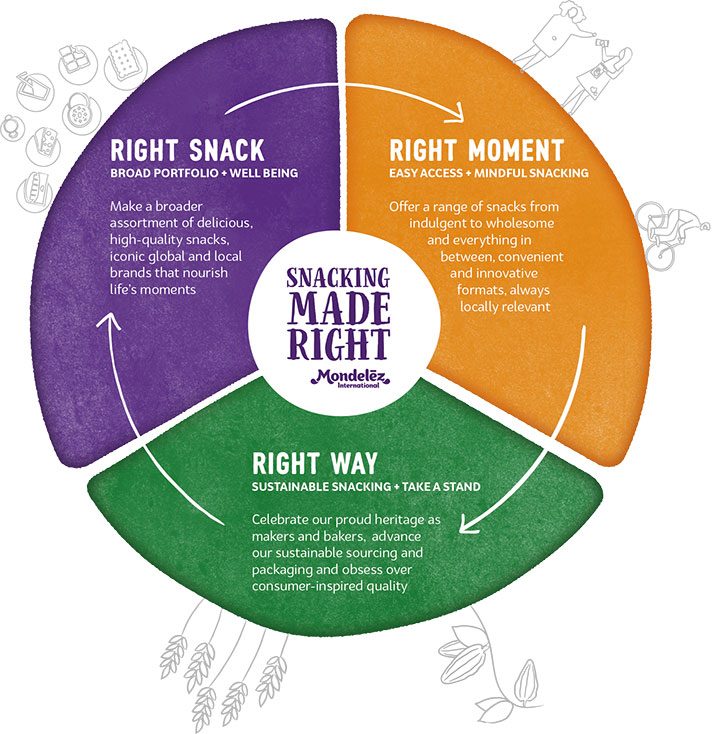 RIGHT SNACK
BROAD PORTFOLIO + WELL BEING
Make a broader
assortment of delicious,
high-quality snacks,
iconic global and local
brands that nourish
life's moments
RIGHT MOMENT
EASY ACCESS + MINDFUL SNACKING
Offer a range of snacks from
indulgent to wholesome
and everything in
between, convenient
and innovative
formats, always
locally relevant
SNACKING
MADE
RIGHT
Mondelēz
International
RIGHT WAY
SUSTAINABLE SNACKING + TAKE A STAND
Celebrate our proud heritage as
makers and bakers, advance
our sustainable sourcing and
packaging and obsess over
consumer-inspired quality